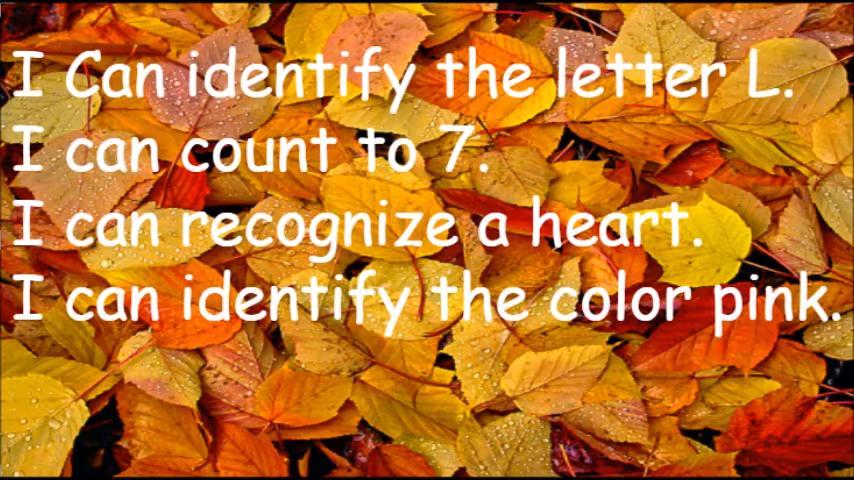 I Can identify the letter L.
I can count to 7.
I can recognize a heart.
I can identify the color pink.